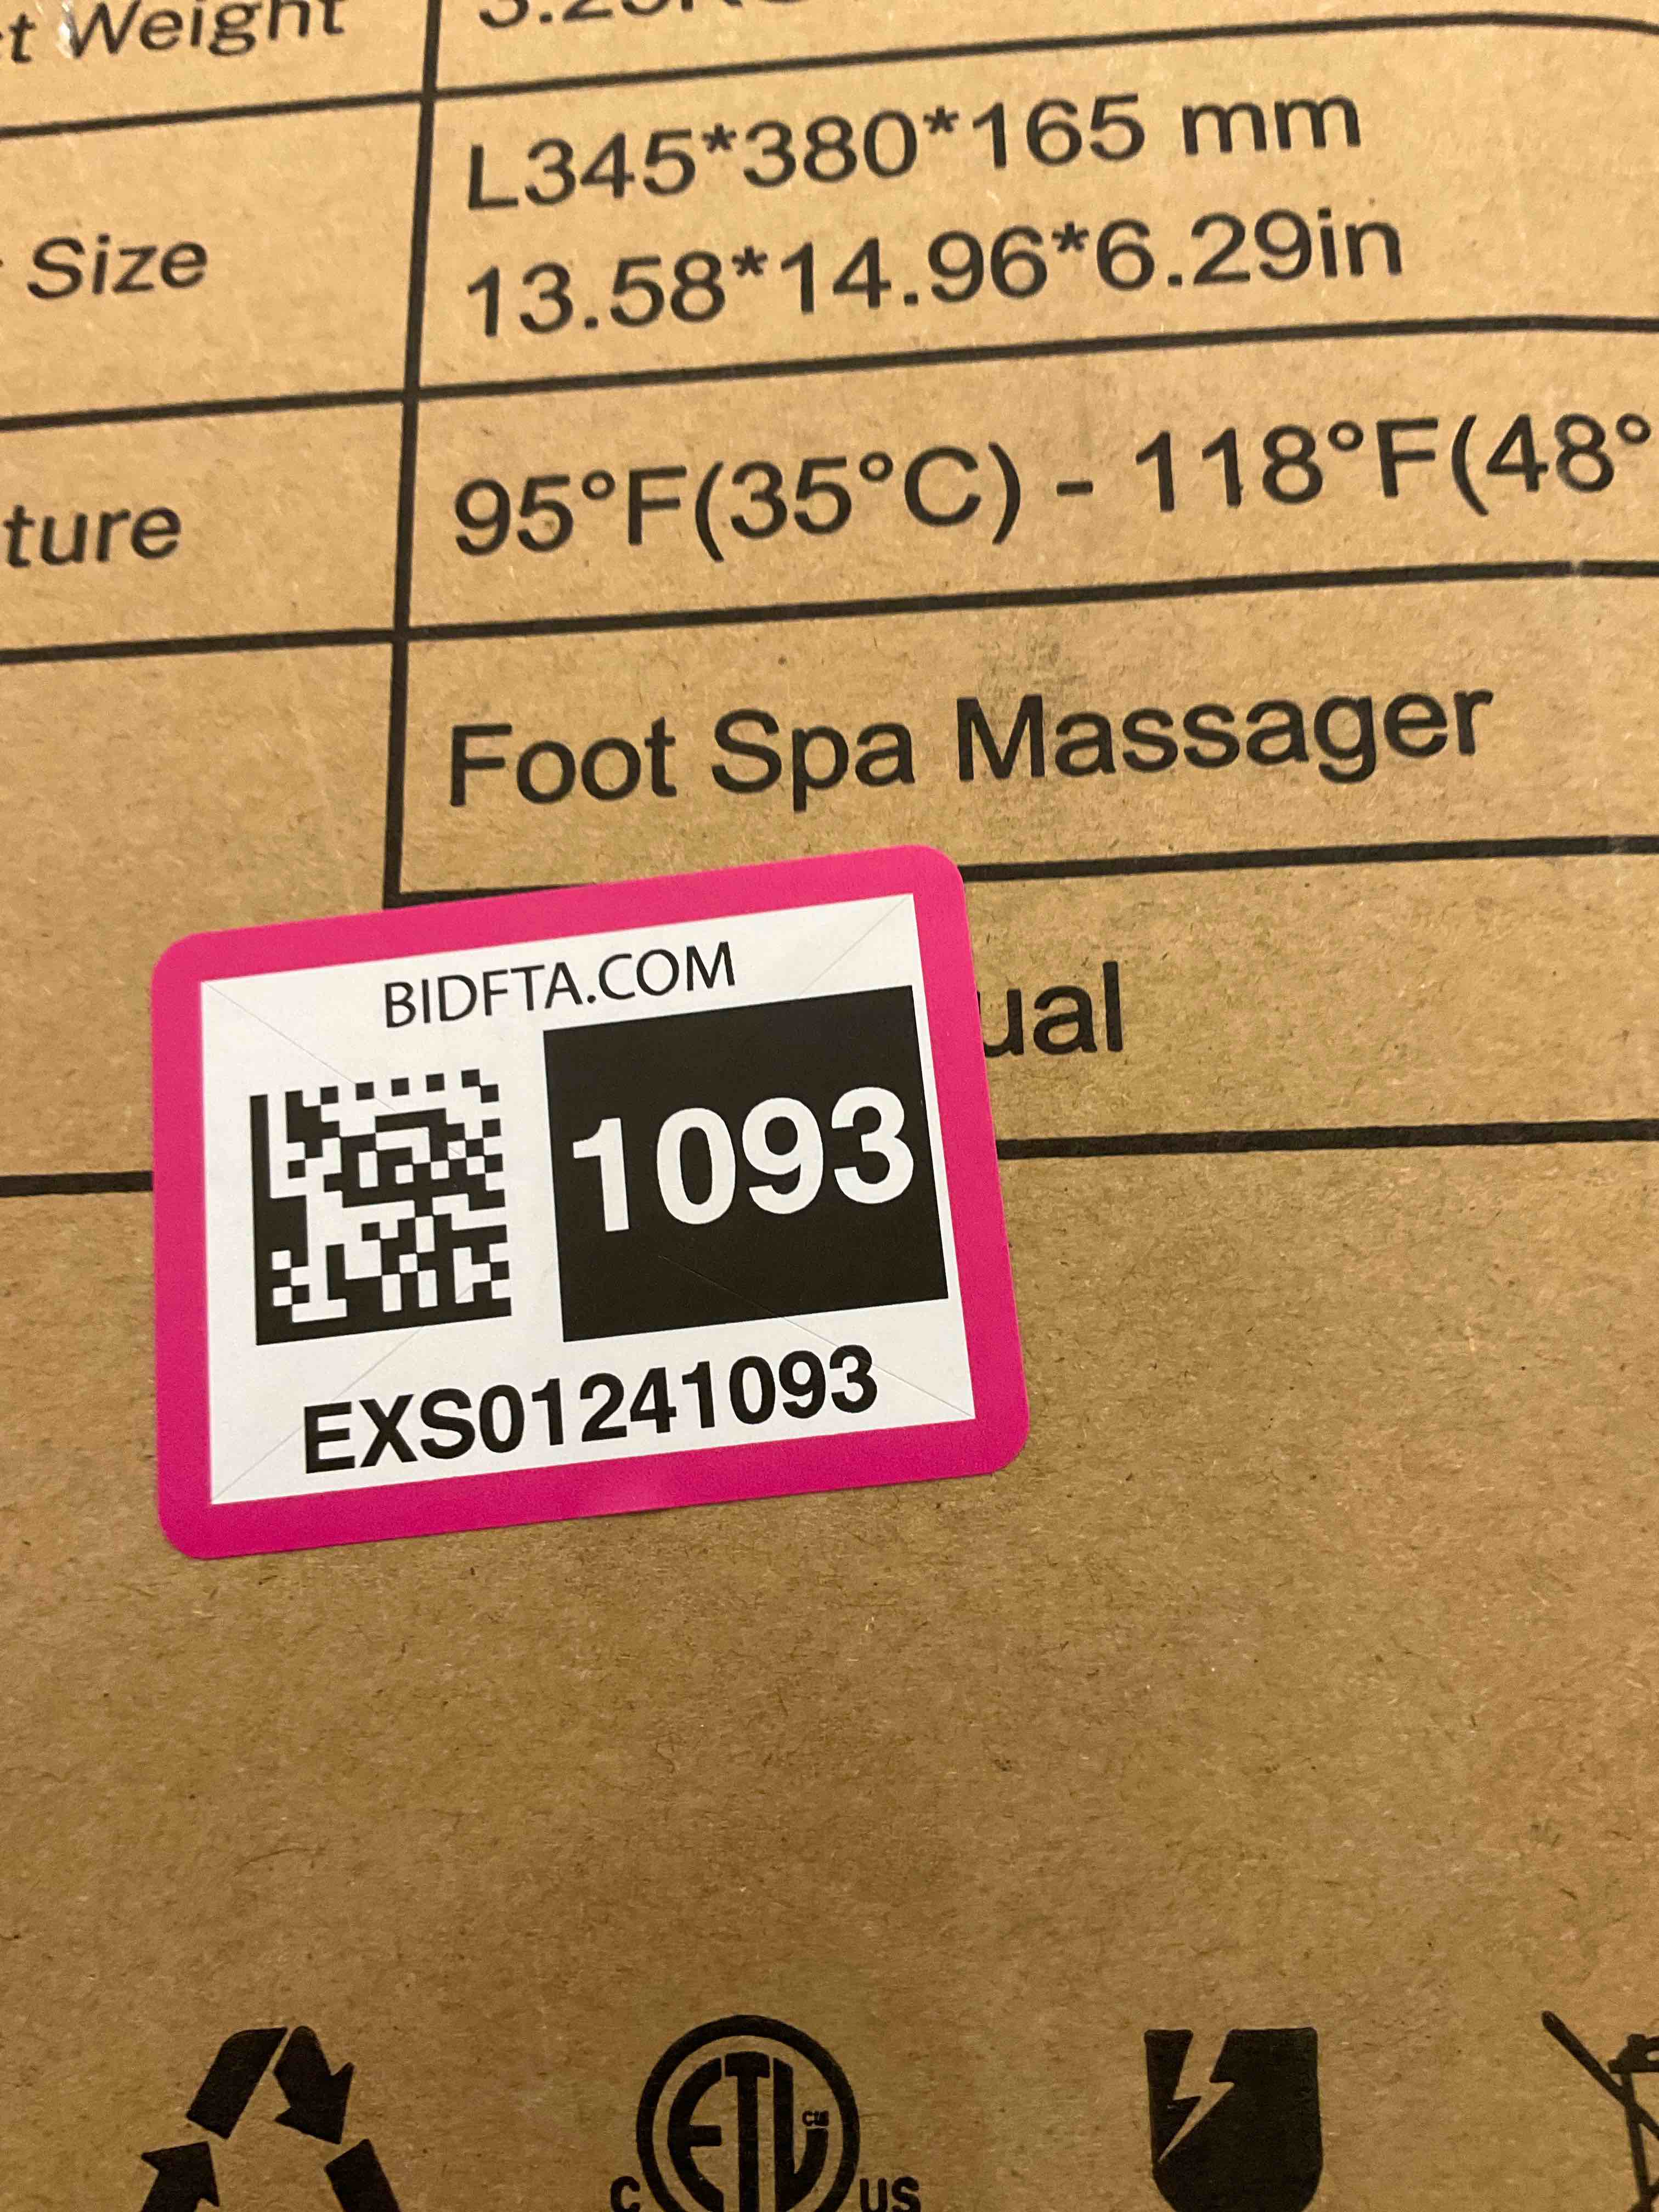 Weight
L345*380*165 mm
Size
13.58*14.96*6.29in
95°F(35°C) - 118°F(48°
ture
Foot Spa Massager
ual
BIDFTA.COM
1093
EXS01241093
C ETL US